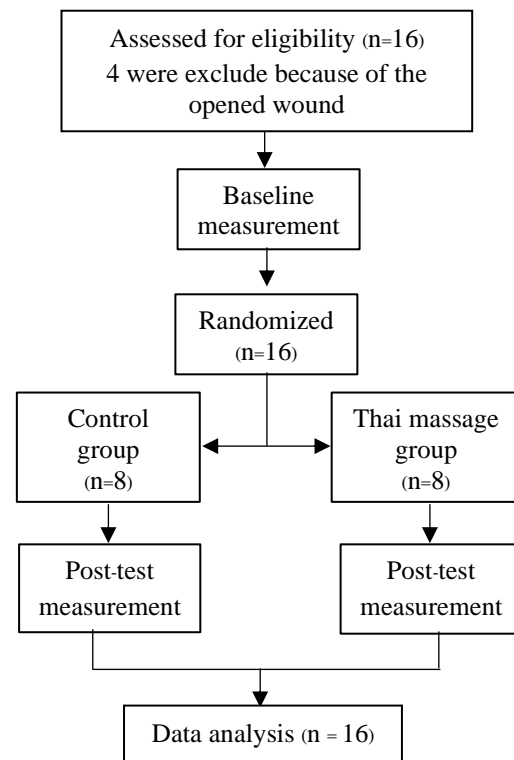 Assessed for eligibility (n=16)
4 were exclude because of the
opened wound
Baseline
measurement
Randomized
(n=16)
Control
group
(n=8)
Thai massage
group
(n=8)
Post-test
measurement
Post-test
measurement
Data analysis (n = 16)